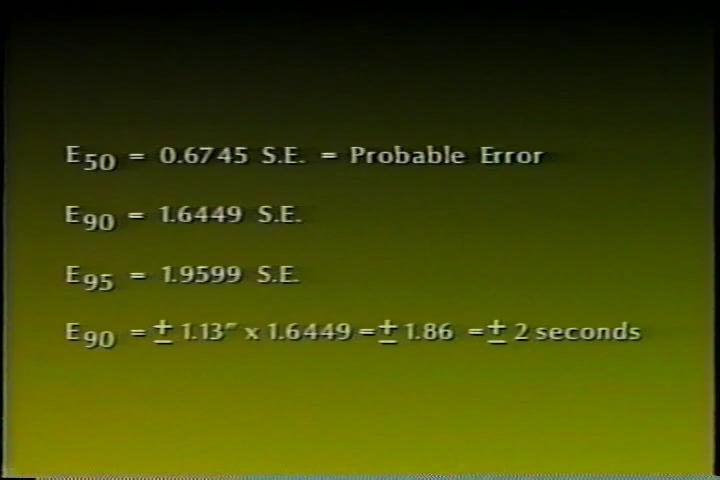 E50 = 0.6745 S.E. = Probable Error
E90 = 1.6449 S.E.
E95 = 1.9599 S.E.
E90 = ± 1.13″ x 1.6449 = ± 1.86 = ± 2 seconds